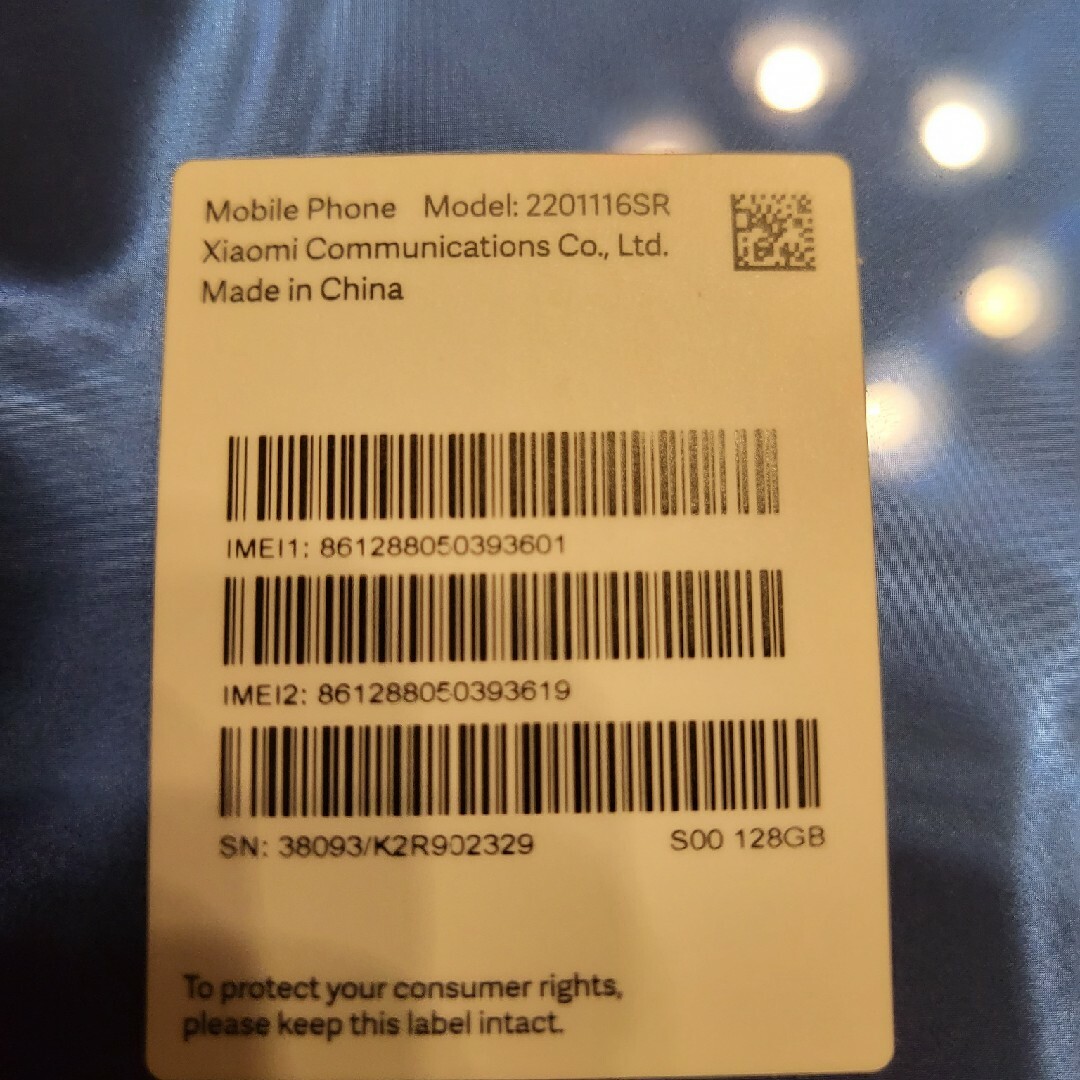 Mobile Phone Model: 2201116SR
Xiaomi Communications Co., Ltd.
Made in China
IMEI1: 861288050393601
IMEI2: 861288050393619
SN: 38093/K2R902329 S00 128GB
To protect your consumer rights,
please keep this label intact.